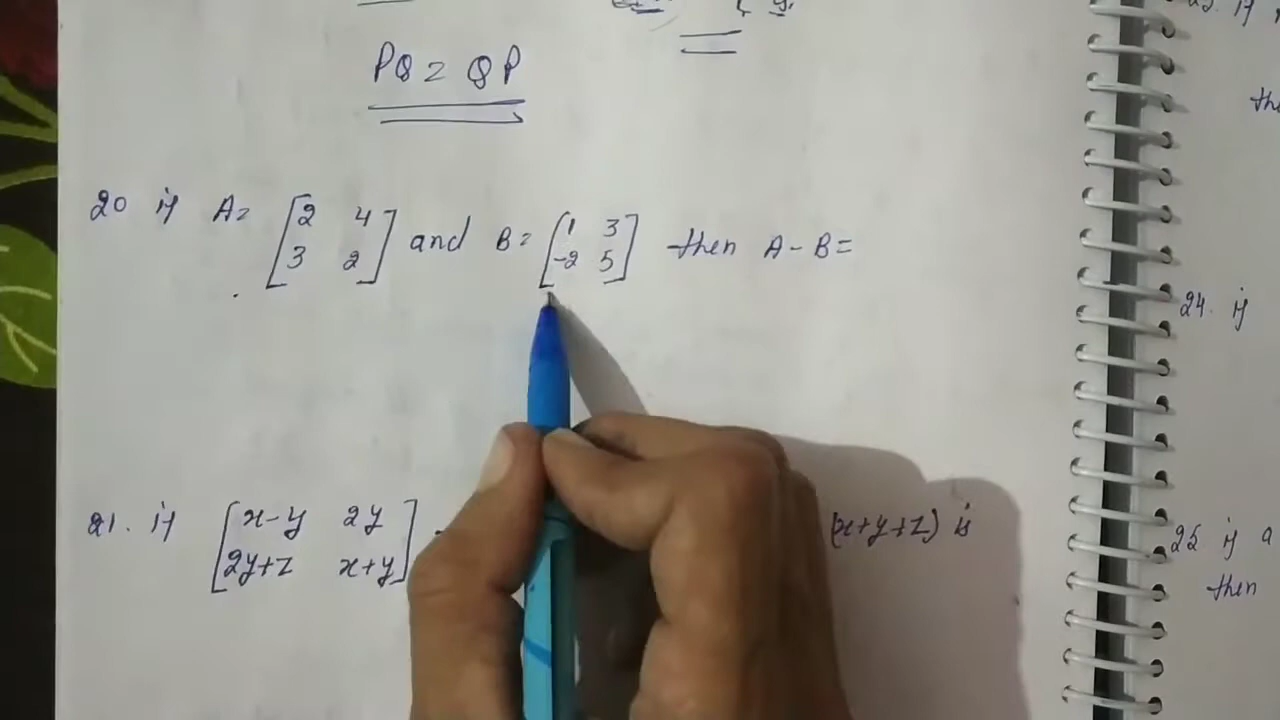 PQ = QP
20 if A = [2 4 and B = [1 3 then A - B =
3 2] -2 5]
21. if [x-y 2y (x+y+z) is
2y+z x+y]
24. if
25 if a
then